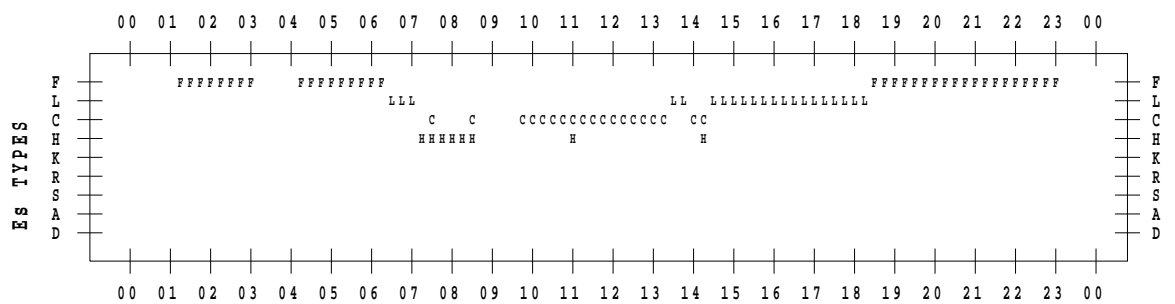 00 01 02 03 04 05 06 07 08 09 10 11 12 13 14 15 16 17 18 19 20 21 22 23 00
F FFFFFFFF FFFFFFFFF FFFFFFFFFFFFFFFFFFF F
L LLL LL LLLLLLLLLLLLLLLL L
C C C CCCCCCCCCCCCCCC CC C
H HHHHHH H H H
K K
R R
S S
A A
D D
Es TYPES
00 01 02 03 04 05 06 07 08 09 10 11 12 13 14 15 16 17 18 19 20 21 22 23 00